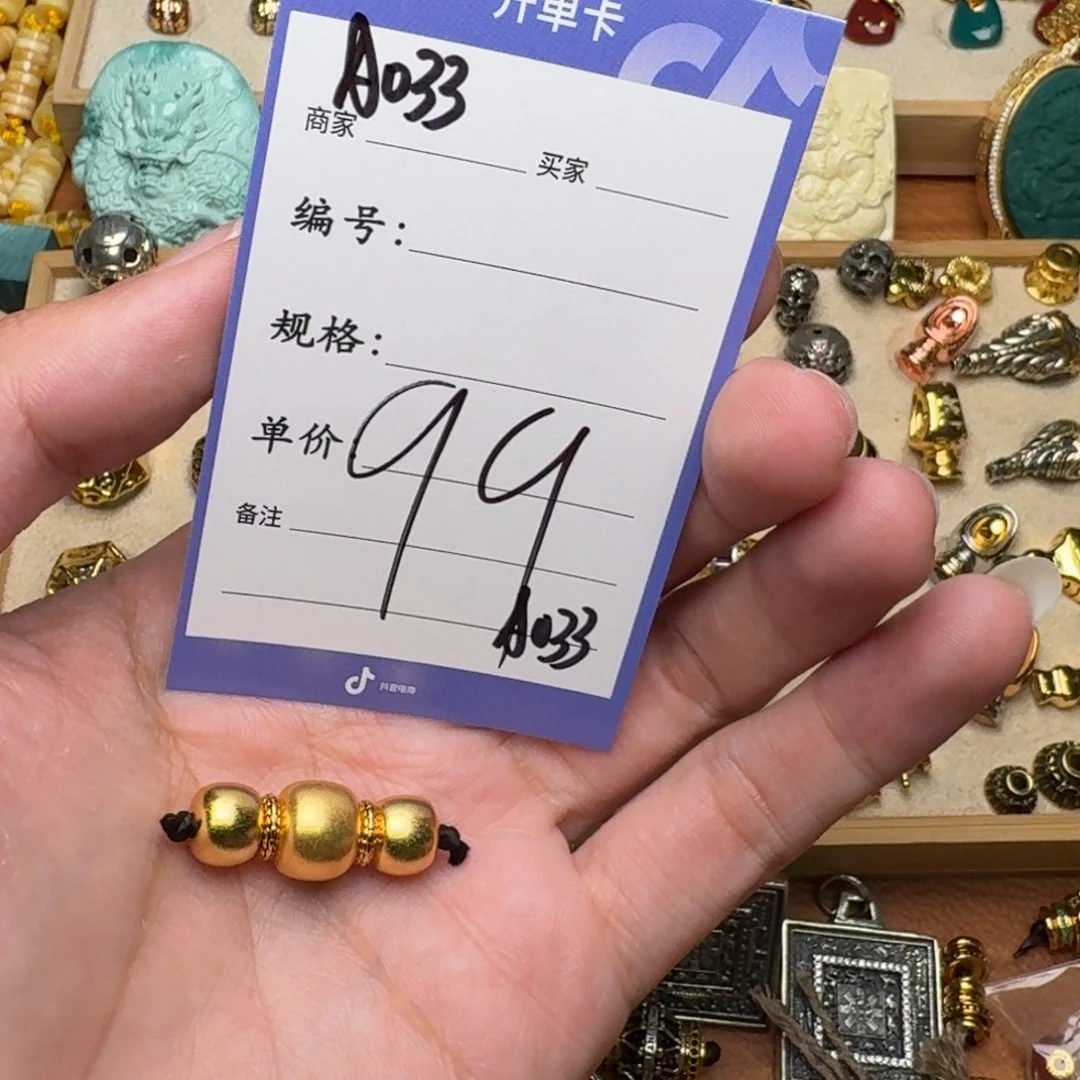 开单卡
A033
商家 买家
编号:
规格:
单价 99
备注
A033
抖音电商